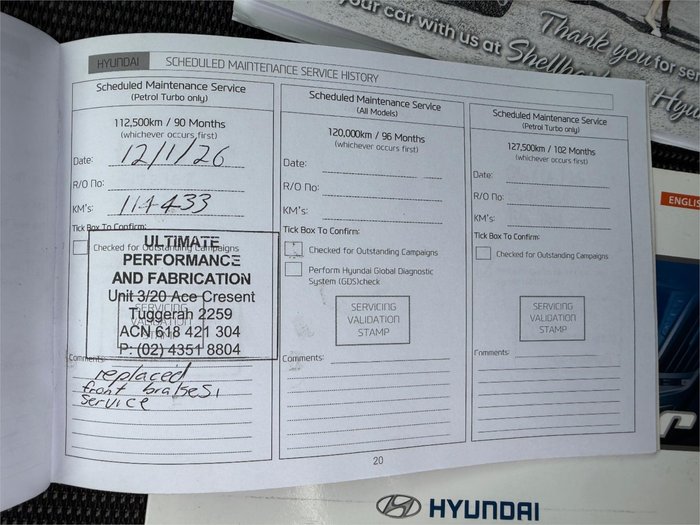 your car with us at Shellharbour Hyu
Thank you for ser
HYUNDAI SCHEDULED MAINTENANCE SERVICE HISTORY
Scheduled Maintenance Service
(Petrol Turbo only)
112,500km / 90 Months
(whichever occurs first)
Date: 12/1/26
R/O No:
KM's: 114433
Tick Box To Confirm:
Checked for Outstanding Campaigns
ULTIMATE
PERFORMANCE
AND FABRICATION
Unit 3/20 Ace Cresent
Tuggerah 2259
ACN 618 421 304
P: (02) 4351 8804
SERVICING
VALIDATION
STAMP
Comments:
replaced
front brakes,
service
Scheduled Maintenance Service
(All Models)
120,000km / 96 Months
(whichever occurs first)
Date:
R/O No:
KM's:
Tick Box To Confirm:
Checked for Outstanding Campaigns
Perform Hyundai Global Diagnostic
System (GDS)check
SERVICING
VALIDATION
STAMP
Comments:
Scheduled Maintenance Service
(Petrol Turbo only)
127,500km / 102 Months
(whichever occurs first)
Date:
R/O No:
KM's:
Tick Box To Confirm:
Checked for Outstanding Campaigns
SERVICING
VALIDATION
STAMP
Comments:
20
ENGLIS
HYUNDAI